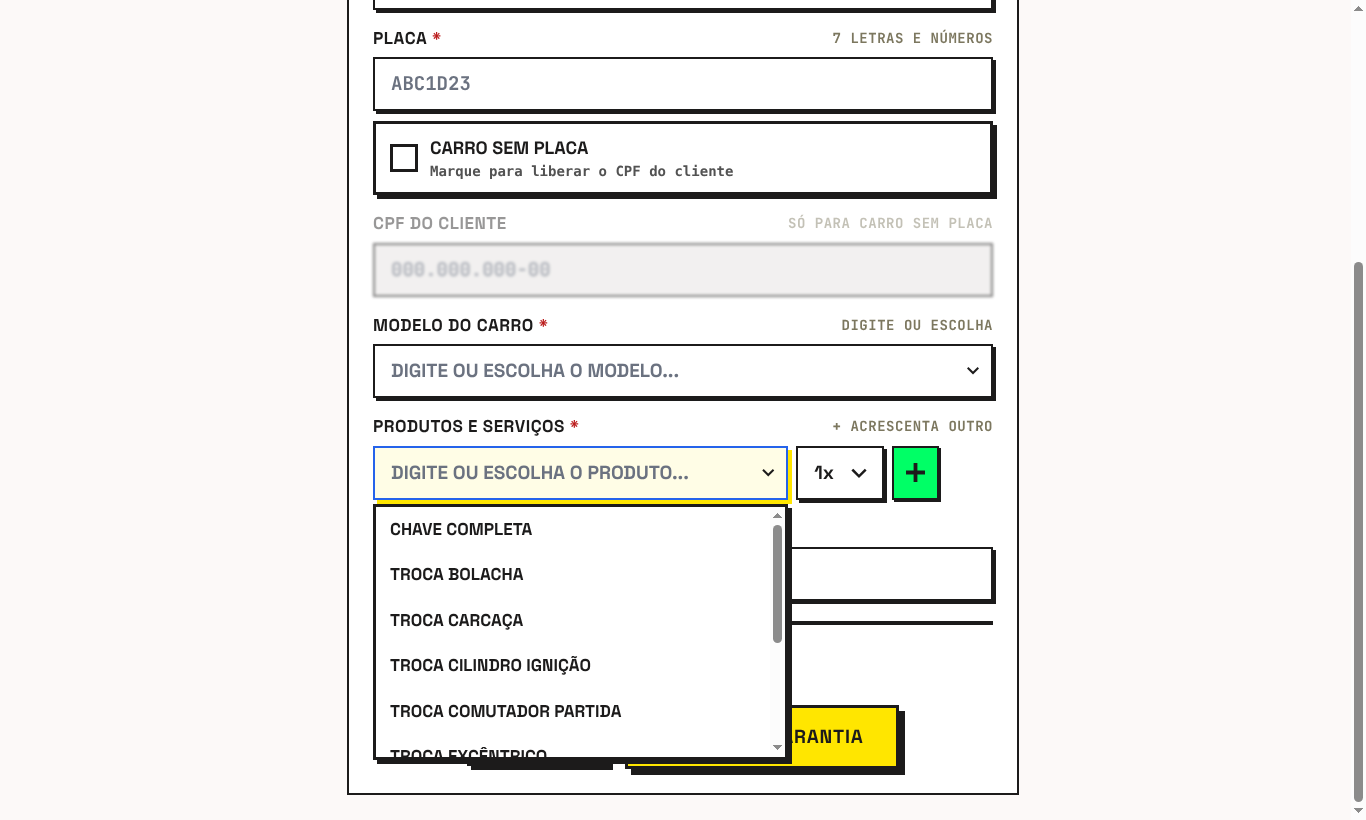 PLACA * 7 LETRAS E NÚMEROS
ABC1D23
CARRO SEM PLACA
Marque para liberar o CPF do cliente
CPF DO CLIENTE SÓ PARA CARRO SEM PLACA
000.000.000-00
MODELO DO CARRO * DIGITE OU ESCOLHA
DIGITE OU ESCOLHA O MODELO...
PRODUTOS E SERVIÇOS * + ACRESCENTA OUTRO
DIGITE OU ESCOLHA O PRODUTO... 1x +
CHAVE COMPLETA
TROCA BOLACHA
TROCA CARCAÇA
TROCA CILINDRO IGNIÇÃO
TROCA COMUTADOR PARTIDA
RANTIA
TROCA EXCÊNTRICO